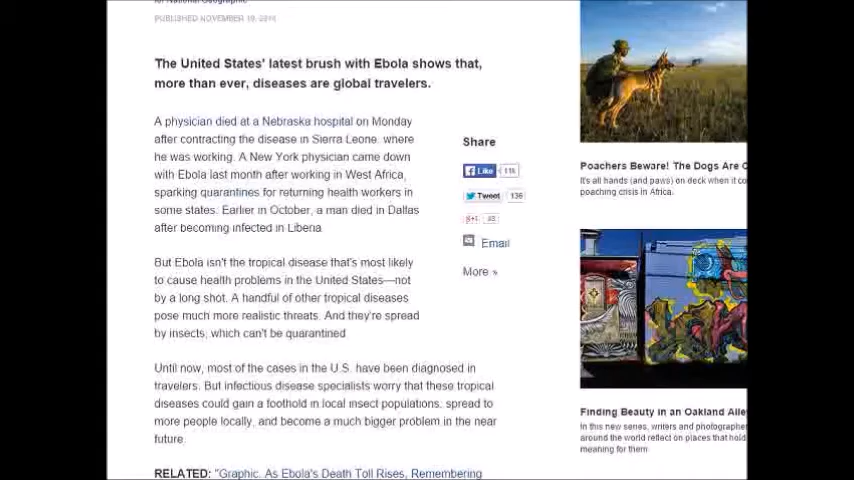 for National Geographic
PUBLISHED NOVEMBER 19, 2014
The United States' latest brush with Ebola shows that,
more than ever, diseases are global travelers.
A physician died at a Nebraska hospital on Monday
after contracting the disease in Sierra Leone, where
he was working. A New York physician came down
with Ebola last month after working in West Africa,
sparking quarantines for returning health workers in
some states. Earlier in October, a man died in Dallas
after becoming infected in Liberia.
But Ebola isn't the tropical disease that's most likely
to cause health problems in the United States—not
by a long shot. A handful of other tropical diseases
pose much more realistic threats. And they're spread
by insects, which can't be quarantined.
Until now, most of the cases in the U.S. have been diagnosed in
travelers. But infectious disease specialists worry that these tropical
diseases could gain a foothold in local insect populations, spread to
more people locally, and become a much bigger problem in the near
future.
RELATED: "Graphic: As Ebola's Death Toll Rises, Remembering
Share
Like
Tweet 136
Email
More »
Poachers Beware! The Dogs Are
It's all hands (and paws) on deck when it
poaching crisis in Africa.
Finding Beauty in an Oakland
In this new series, writers and
around the world reflect on places that hold
meaning for them.